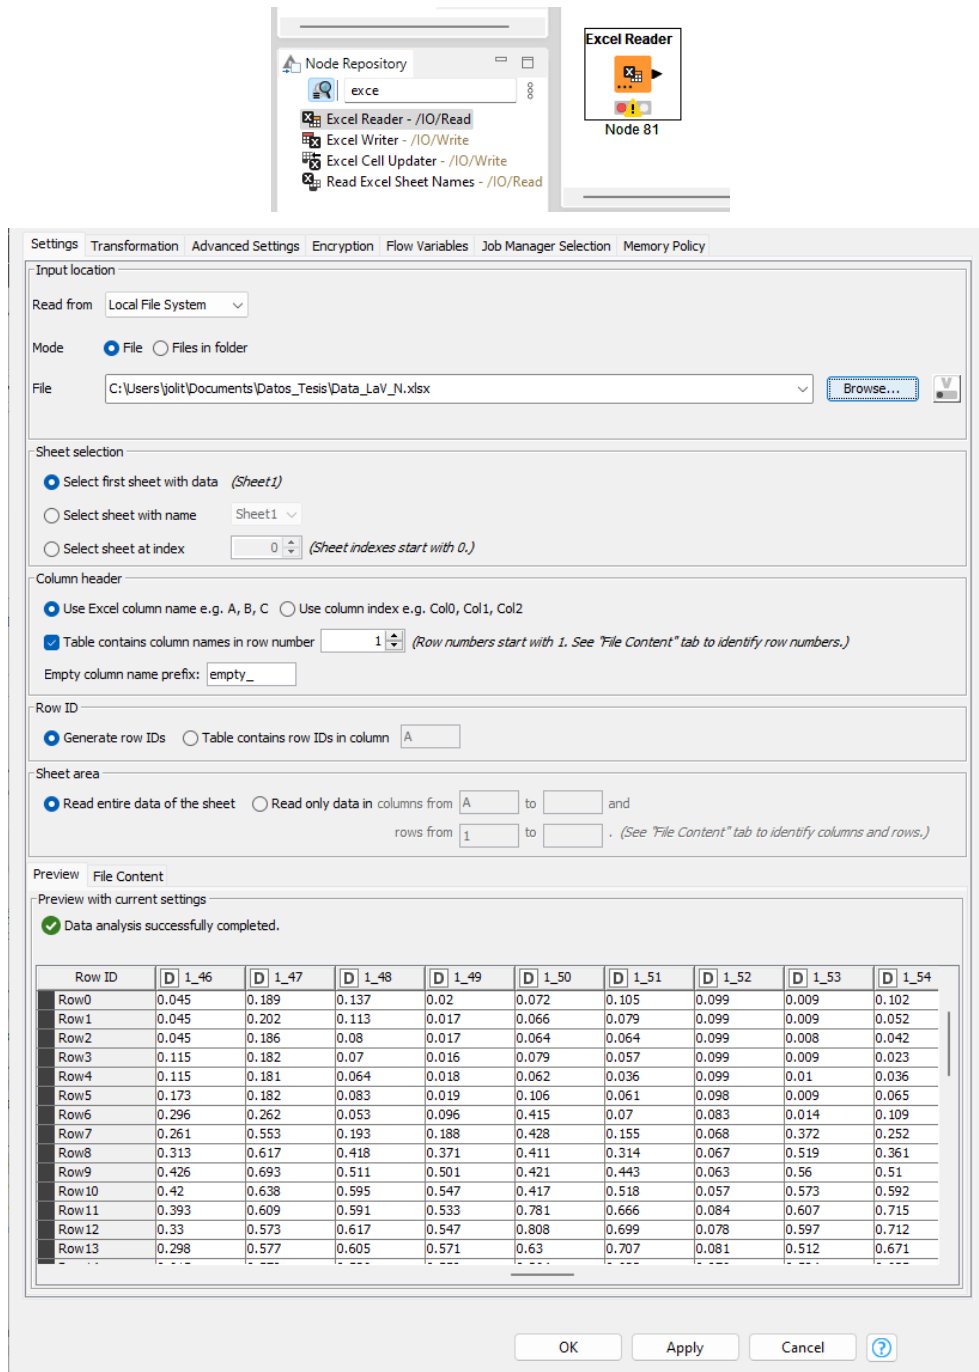 Excel Reader
Node Repository
exce
Excel Reader - /IO/Read
Excel Writer - /IO/Write
Excel Cell Updater - /IO/Write
Read Excel Sheet Names - /IO/Read
Node 81
Settings Transformation Advanced Settings Encryption Flow Variables Job Manager Selection Memory Policy
Input location
Read from Local File System
Mode File Files in folder
File C:\Users\jolit\Documents\Datos_Tesis\Data_LaV_N.xlsx Browse... V
Sheet selection
Select first sheet with data (Sheet1)
Select sheet with name Sheet1
Select sheet at index 0 (Sheet indexes start with 0.)
Column header
Use Excel column name e.g. A, B, C Use column index e.g. Col0, Col1, Col2
Table contains column names in row number 1 (Row numbers start with 1. See "File Content" tab to identify row numbers.)
Empty column name prefix: empty_
Row ID
Generate row IDs Table contains row IDs in column A
Sheet area
Read entire data of the sheet Read only data in columns from A to and
rows from 1 to . (See "File Content" tab to identify columns and rows.)
Preview File Content
Preview with current settings
Data analysis successfully completed.
Row ID D 1_46 D 1_47 D 1_48 D 1_49 D 1_50 D 1_51 D 1_52 D 1_53 D 1_54
Row0 0.045 0.189 0.137 0.02 0.072 0.105 0.099 0.009 0.102
Row1 0.045 0.202 0.113 0.017 0.066 0.079 0.099 0.009 0.052
Row2 0.045 0.186 0.08 0.017 0.064 0.064 0.099 0.008 0.042
Row3 0.115 0.182 0.07 0.016 0.079 0.057 0.099 0.009 0.023
Row4 0.115 0.181 0.064 0.018 0.062 0.036 0.099 0.01 0.036
Row5 0.173 0.182 0.083 0.019 0.106 0.061 0.098 0.009 0.065
Row6 0.296 0.262 0.053 0.096 0.415 0.07 0.083 0.014 0.109
Row7 0.261 0.553 0.193 0.188 0.428 0.155 0.068 0.372 0.252
Row8 0.313 0.617 0.418 0.371 0.411 0.314 0.067 0.519 0.361
Row9 0.426 0.693 0.511 0.501 0.421 0.443 0.063 0.56 0.51
Row10 0.42 0.638 0.595 0.547 0.417 0.518 0.057 0.573 0.592
Row11 0.393 0.609 0.591 0.533 0.781 0.666 0.084 0.607 0.715
Row12 0.33 0.573 0.617 0.547 0.808 0.699 0.078 0.597 0.712
Row13 0.298 0.577 0.605 0.571 0.63 0.707 0.081 0.512 0.671
OK Apply Cancel ?